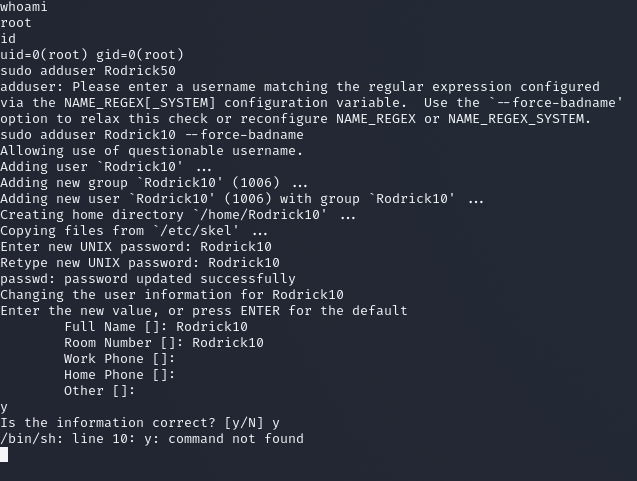 whoami
root
id
uid=0(root) gid=0(root)
sudo adduser Rodrick50
adduser: Please enter a username matching the regular expression configured
via the NAME_REGEX[_SYSTEM] configuration variable.  Use the `--force-badname'
option to relax this check or reconfigure NAME_REGEX or NAME_REGEX_SYSTEM.
sudo adduser Rodrick10 --force-badname
Allowing use of questionable username.
Adding user `Rodrick10' ...
Adding new group `Rodrick10' (1006) ...
Adding new user `Rodrick10' (1006) with group `Rodrick10' ...
Creating home directory `/home/Rodrick10' ...
Copying files from `/etc/skel' ...
Enter new UNIX password: Rodrick10
Retype new UNIX password: Rodrick10
passwd: password updated successfully
Changing the user information for Rodrick10
Enter the new value, or press ENTER for the default
        Full Name []: Rodrick10
        Room Number []: Rodrick10
        Work Phone []:
        Home Phone []:
        Other []:
y
Is the information correct? [y/N] y
/bin/sh: line 10: y: command not found